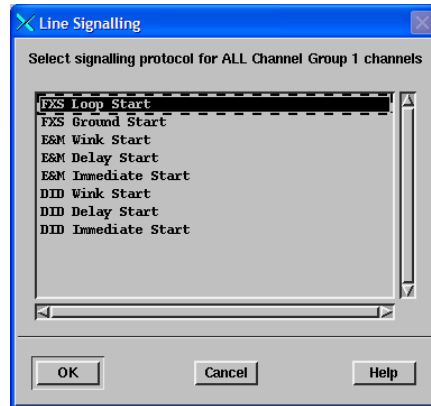 Line Signalling
Select signalling protocol for ALL Channel Group 1 channels
FXS Loop Start
FXS Ground Start
E&M Wink Start
E&M Delay Start
E&M Immediate Start
DID Wink Start
DID Delay Start
DID Immediate Start
OK Cancel Help